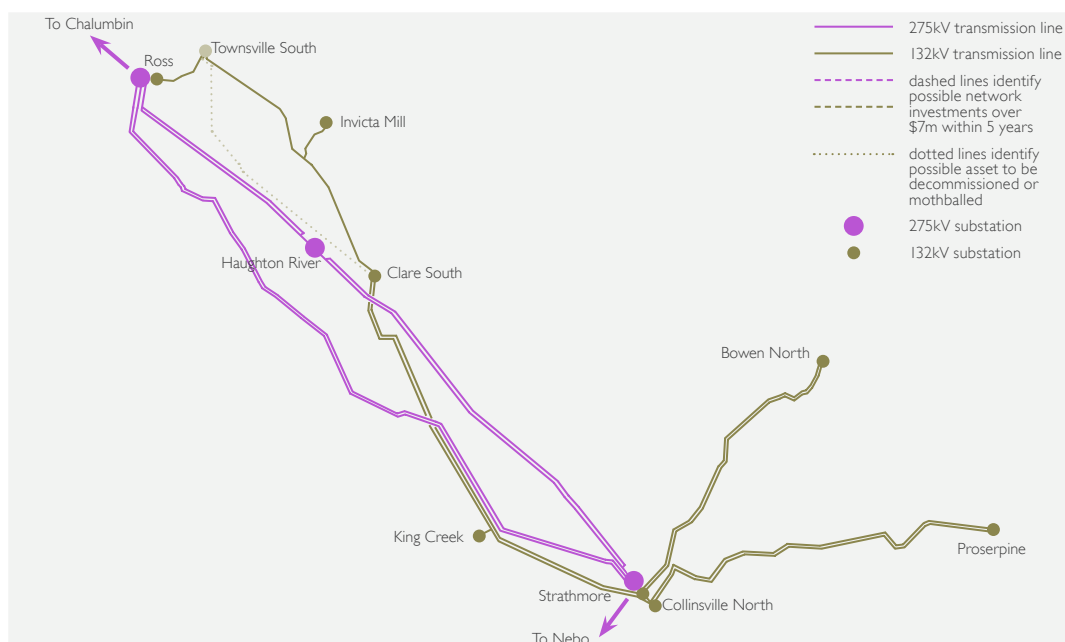 To Chalumbin
Ross
Townsville South
Invicta Mill
Haughton River
Clare South
Bowen North
King Creek
Proserpine
Strathmore
Collinsville North
To Nebo
275kV transmission line
132kV transmission line
dashed lines identify
possible network
investments over
$7m within 5 years
dotted lines identify
possible asset to be
decommissioned or
mothballed
275kV substation
132kV substation